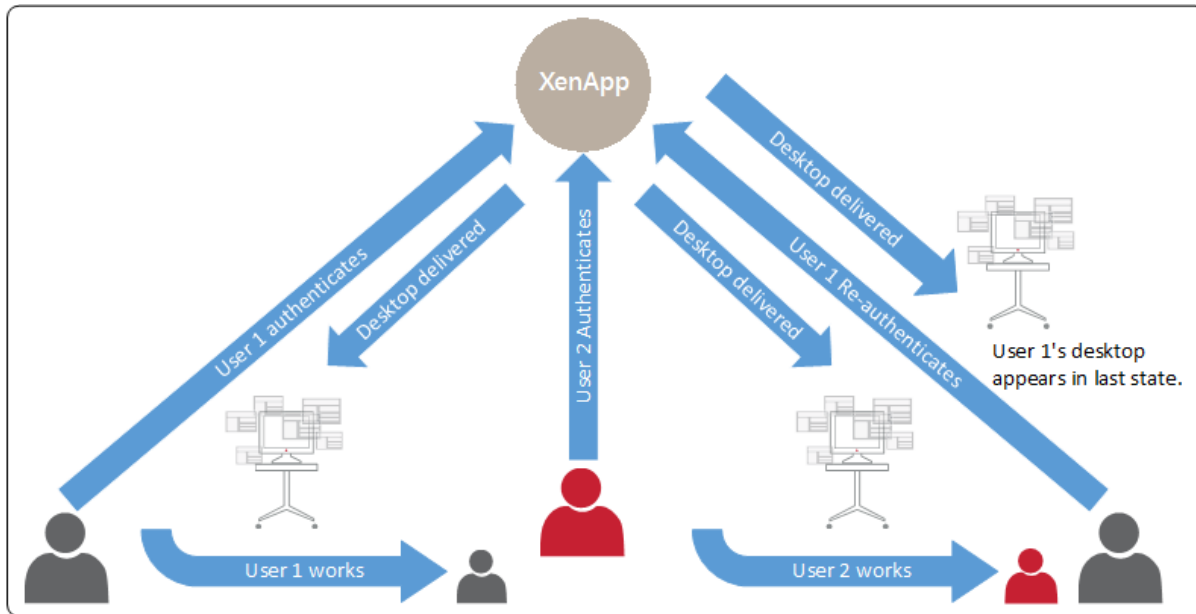 XenApp
User 1 authenticates
Desktop delivered
User 2 Authenticates
Desktop delivered
User 1 Re-authenticates
Desktop delivered
User 1's desktop
appears in last state.
User 1 works
User 2 works